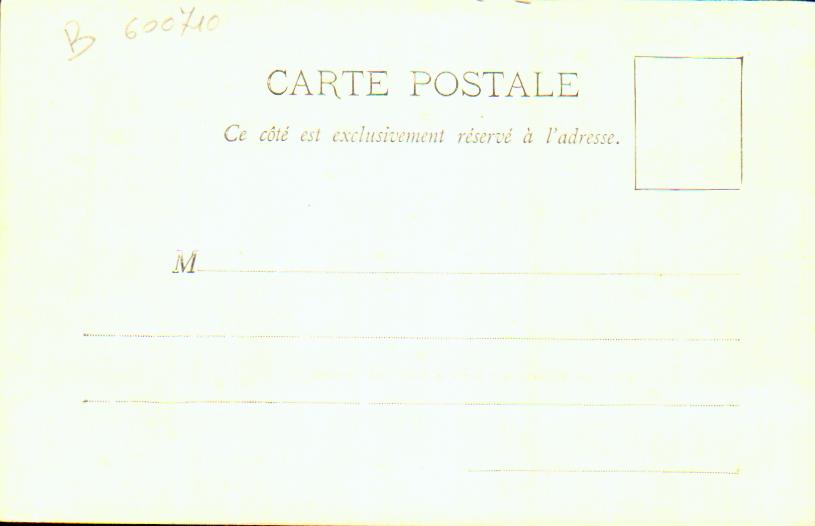 B 600710
CARTE POSTALE
Ce côté est exclusivement réservé à l'adresse.
M